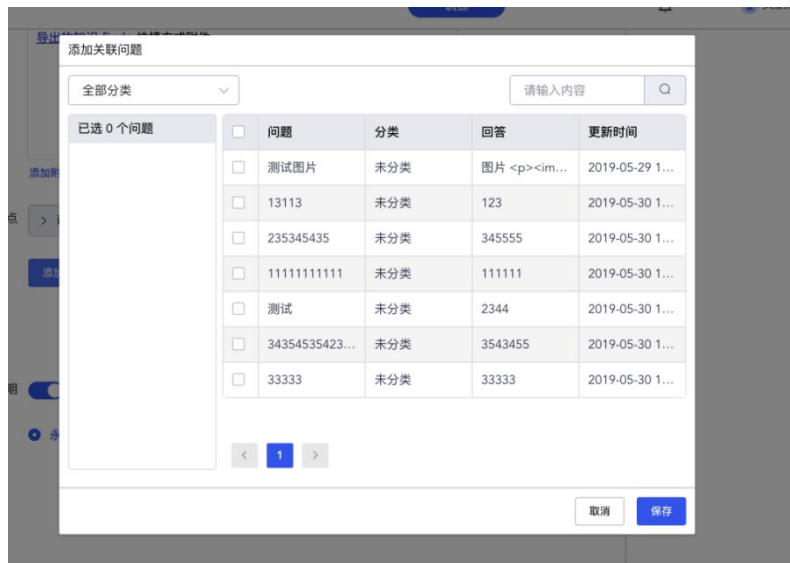 添加关联问题
全部分类
请输入内容
已选 0 个问题
问题 分类 回答 更新时间
测试图片 未分类 图片 <p><im... 2019-05-29 1...
13113 未分类 123 2019-05-30 1...
235345435 未分类 345555 2019-05-30 1...
11111111111 未分类 111111 2019-05-30 1...
测试 未分类 2344 2019-05-30 1...
34354535423... 未分类 3543455 2019-05-30 1...
33333 未分类 33333 2019-05-30 1...
添加附
点
添加
期
永
1
取消 保存